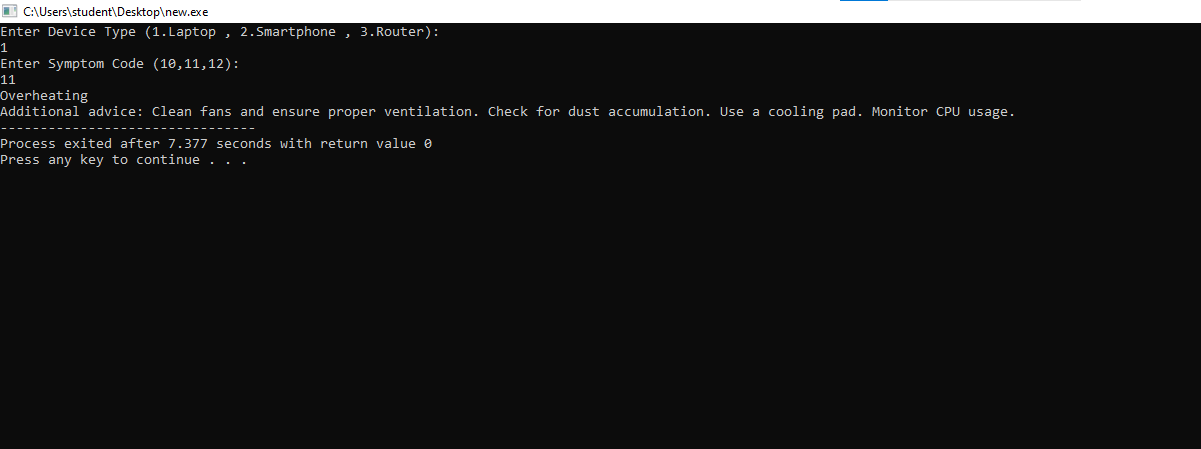 C:\Users\student\Desktop\new.exe
Enter Device Type (1.Laptop , 2.Smartphone , 3.Router):
1
Enter Symptom Code (10,11,12):
11
Overheating
Additional advice: Clean fans and ensure proper ventilation. Check for dust accumulation. Use a cooling pad. Monitor CPU usage.
--------------------------------
Process exited after 7.377 seconds with return value 0
Press any key to continue . . .